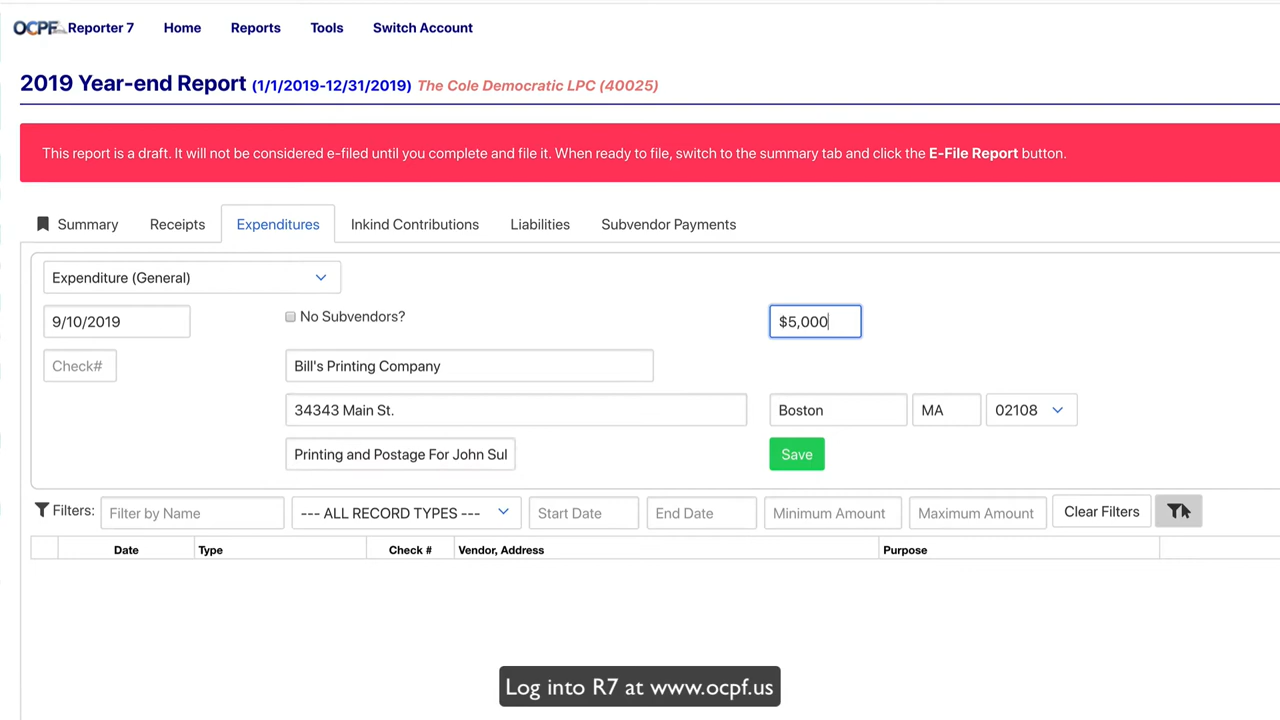 OCPF Reporter 7 Home Reports Tools Switch Account
2019 Year-end Report (1/1/2019-12/31/2019) The Cole Democratic LPC (40025)
This report is a draft. It will not be considered e-filed until you complete and file it. When ready to file, switch to the summary tab and click the E-File Report button.
Summary Receipts Expenditures Inkind Contributions Liabilities Subvendor Payments
Expenditure (General)
9/10/2019 No Subvendors? $5,000
Check# Bill's Printing Company
34343 Main St. Boston MA 02108
Printing and Postage For John Sul Save
Filters: Filter by Name --- ALL RECORD TYPES --- Start Date End Date Minimum Amount Maximum Amount Clear Filters
Date Type Check # Vendor, Address Purpose
Log into R7 at www.ocpf.us